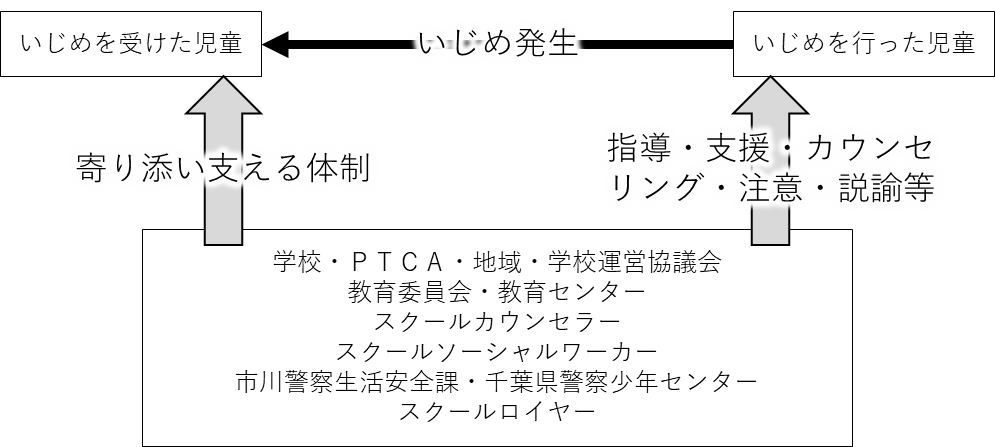 いじめを受けた児童
いじめ発生
いじめを行った児童
寄り添い支える体制
指導・支援・カウンセ
リング・注意・説諭等
学校・ＰＴＣＡ・地域・学校運営協議会
教育委員会・教育センター
スクールカウンセラー
スクールソーシャルワーカー
市川警察生活安全課・千葉県警察少年センター
スクールロイヤー